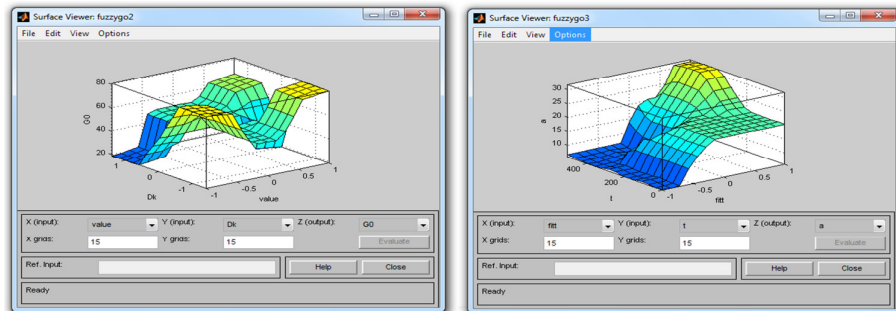 Surface Viewer: fuzzygo2
File Edit View Options
80
60
40
20
G0
1
0
-1
Dk
-1
-0.5
0
0.5
1
value
X (input): value Y (input): Dk Z (output): G0
X grids: 15 Y grids: 15 Evaluate
Ref. Input: Help Close
Ready
Surface Viewer: fuzzygo3
File Edit View Options
30
25
20
15
10
a
400
200
0
t
-1
-0.5
0
0.5
1
fitt
X (input): fitt Y (input): t Z (output): a
X grids: 15 Y grids: 15 Evaluate
Ref. Input: Help Close
Ready